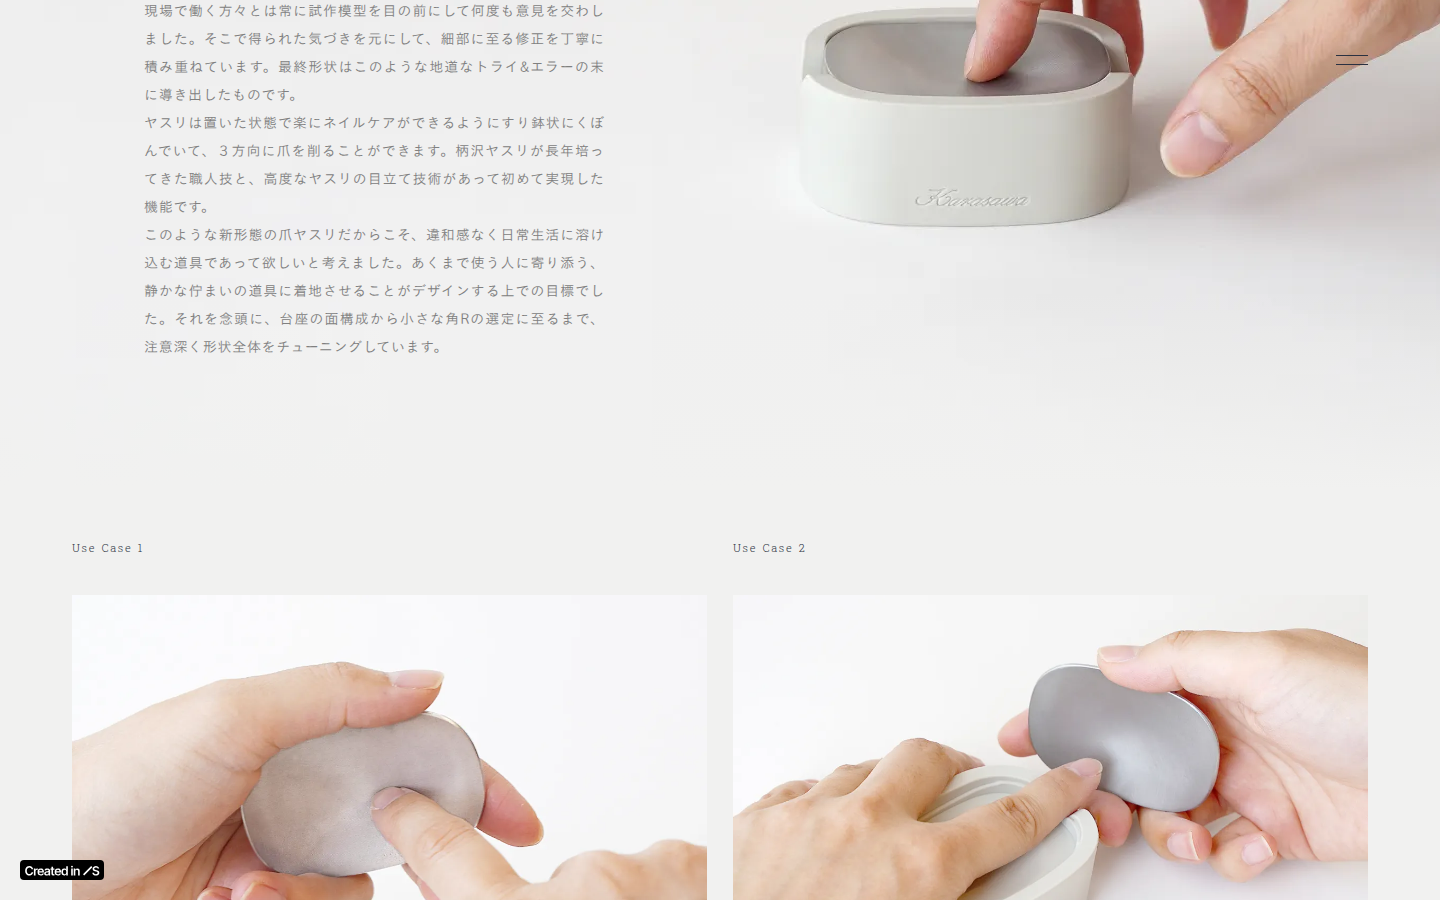 現場で働く方々とは常に試作模型を目の前にして何度も意見を交わし
ました。そこで得られた気づきを元にして、細部に至る修正を丁寧に
積み重ねています。最終形状はこのような地道なトライ&エラーの末
に導き出したものです。
ヤスリは置いた状態で楽にネイルケアができるようにすり鉢状にくぼ
んでいて、３方向に爪を削ることができます。柄沢ヤスリが長年培っ
てきた職人技と、高度なヤスリの目立て技術があって初めて実現した
機能です。
このような新形態の爪ヤスリだからこそ、違和感なく日常生活に溶け
込む道具であって欲しいと考えました。あくまで使う人に寄り添う、
静かな佇まいの道具に着地させることがデザインする上での目標でし
た。それを念頭に、台座の面構成から小さな角Rの選定に至るまで、
注意深く形状全体をチューニングしています。
Karasawa
Use Case 1
Use Case 2
Created in /S